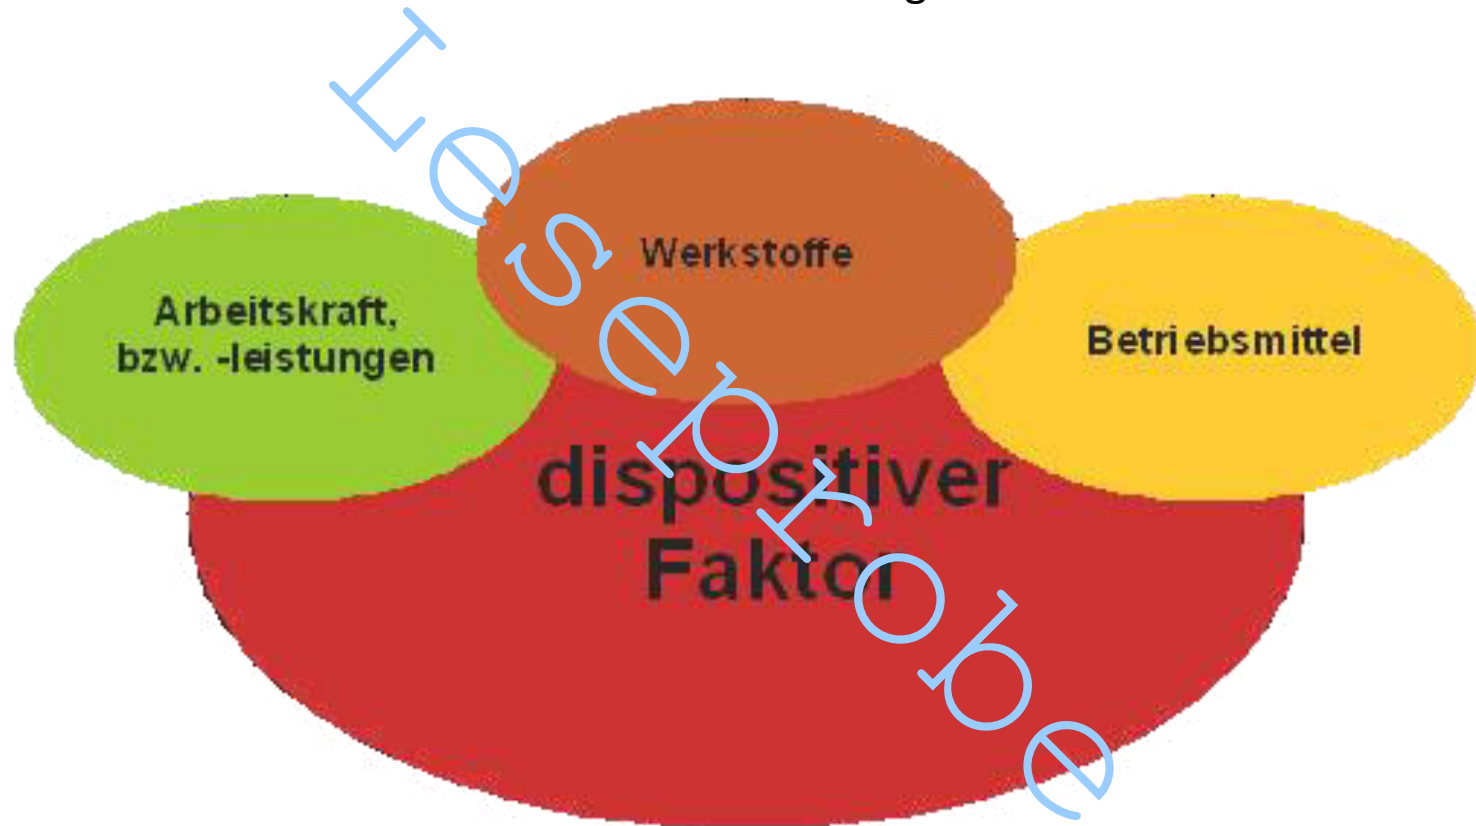 Werkstoffe
Arbeitskraft,
bzw. -leistungen
Betriebsmittel
dispositiver
Faktor
Leseprobe